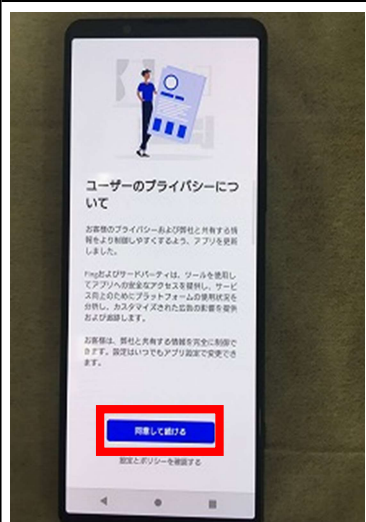 ユーザーのプライバシーにつ
いて
お客様のプライバシーおよび弊社と共有する情
報をより制御しやすくするよう、アプリを更新
しました。
Fingおよびサードパーティは、ツールを使用し
てアプリへの安全なアクセスを提供し、サービ
ス向上のためにプラットフォームの使用状況を
分析し、カスタマイズされた広告の影響を提供
および追跡します。
お客様は、弊社と共有する情報を完全に制御で
きます。設定はいつでもアプリ設定で変更でき
ます。
同意して続ける
設定とポリシーを確認する